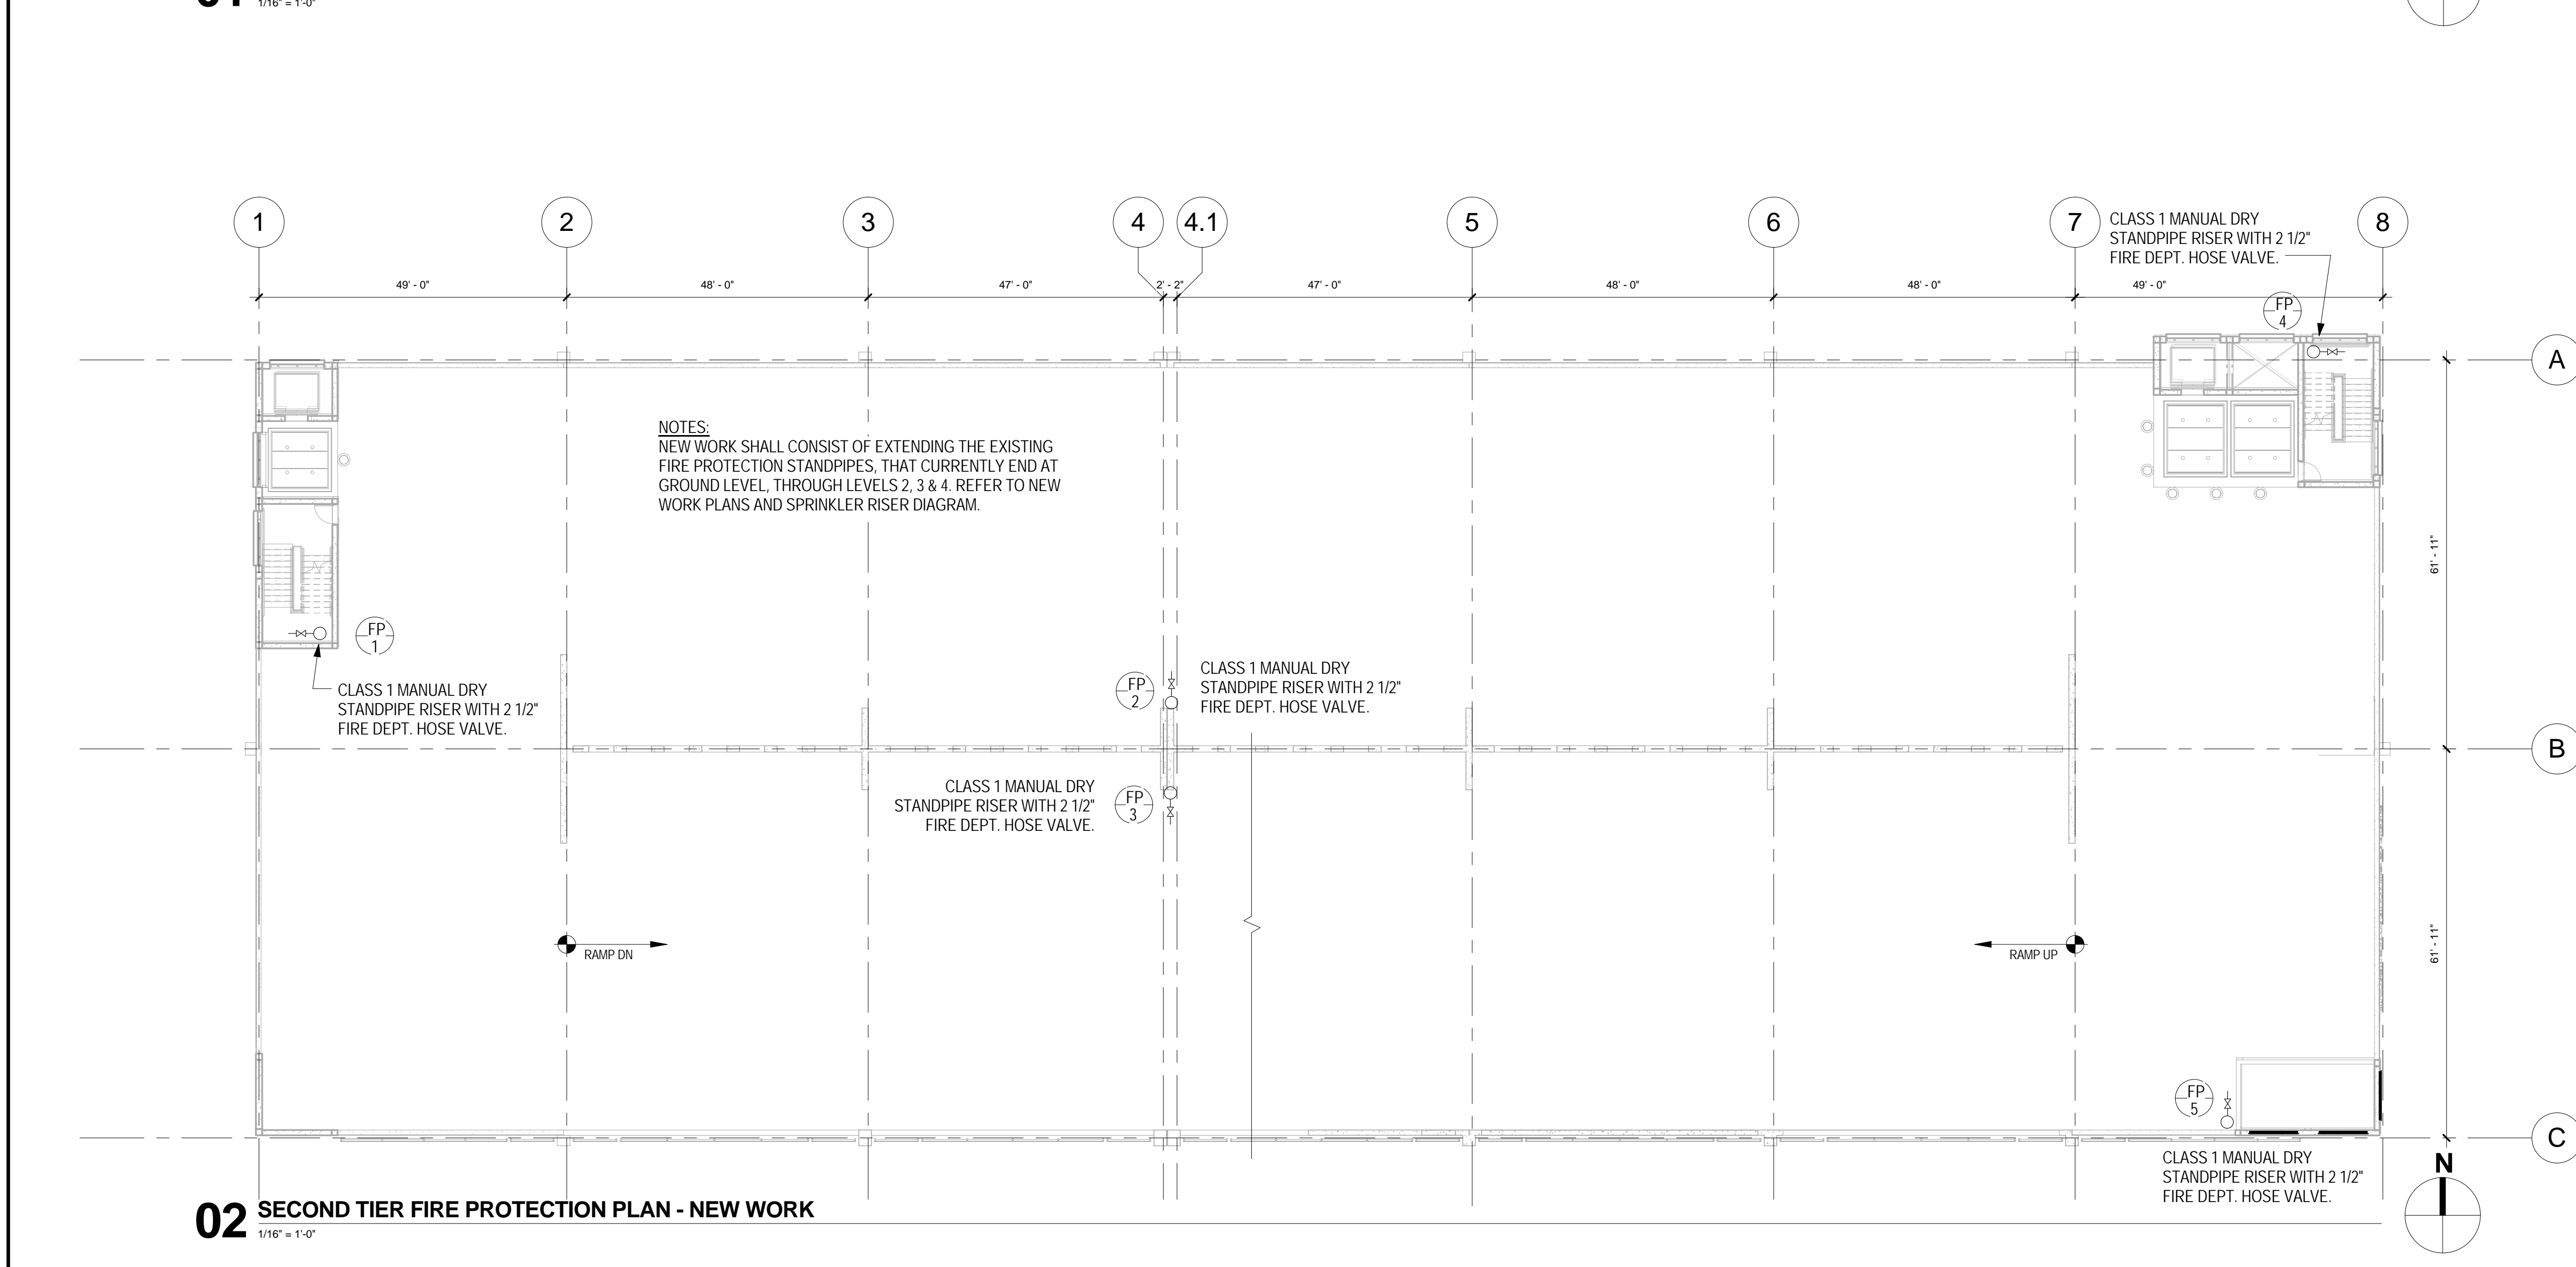 1/16" = 1'-0"
1
2
3
4
4.1
5
6
7
8
CLASS 1 MANUAL DRY
STANDPIPE RISER WITH 2 1/2"
FIRE DEPT. HOSE VALVE.
49' - 0"
48' - 0"
47' - 0"
2' - 2"
47' - 0"
48' - 0"
48' - 0"
49' - 0"
FP
4
A
NOTES:
NEW WORK SHALL CONSIST OF EXTENDING THE EXISTING
FIRE PROTECTION STANDPIPES, THAT CURRENTLY END AT
GROUND LEVEL, THROUGH LEVELS 2, 3 & 4. REFER TO NEW
WORK PLANS AND SPRINKLER RISER DIAGRAM.
61' - 11"
FP
1
CLASS 1 MANUAL DRY
STANDPIPE RISER WITH 2 1/2"
FIRE DEPT. HOSE VALVE.
FP
2
CLASS 1 MANUAL DRY
STANDPIPE RISER WITH 2 1/2"
FIRE DEPT. HOSE VALVE.
B
CLASS 1 MANUAL DRY
STANDPIPE RISER WITH 2 1/2"
FIRE DEPT. HOSE VALVE.
FP
3
RAMP DN
RAMP UP
61' - 11"
FP
5
C
CLASS 1 MANUAL DRY
STANDPIPE RISER WITH 2 1/2"
FIRE DEPT. HOSE VALVE.
N
02 SECOND TIER FIRE PROTECTION PLAN - NEW WORK
1/16" = 1'-0"